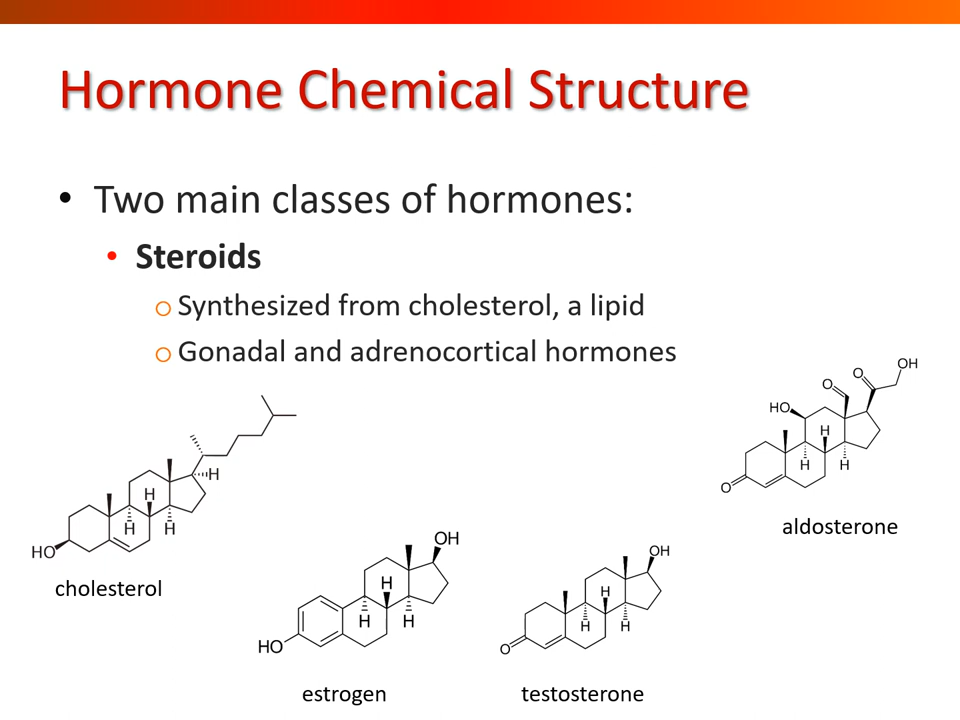 Hormone Chemical Structure
• Two main classes of hormones:
• Steroids
o Synthesized from cholesterol, a lipid
o Gonadal and adrenocortical hormones
OH
O
O
HO
H
H
H
O
aldosterone
H
H
H
H
HO
cholesterol
OH
H
H
H
HO
estrogen
OH
H
H
H
O
testosterone